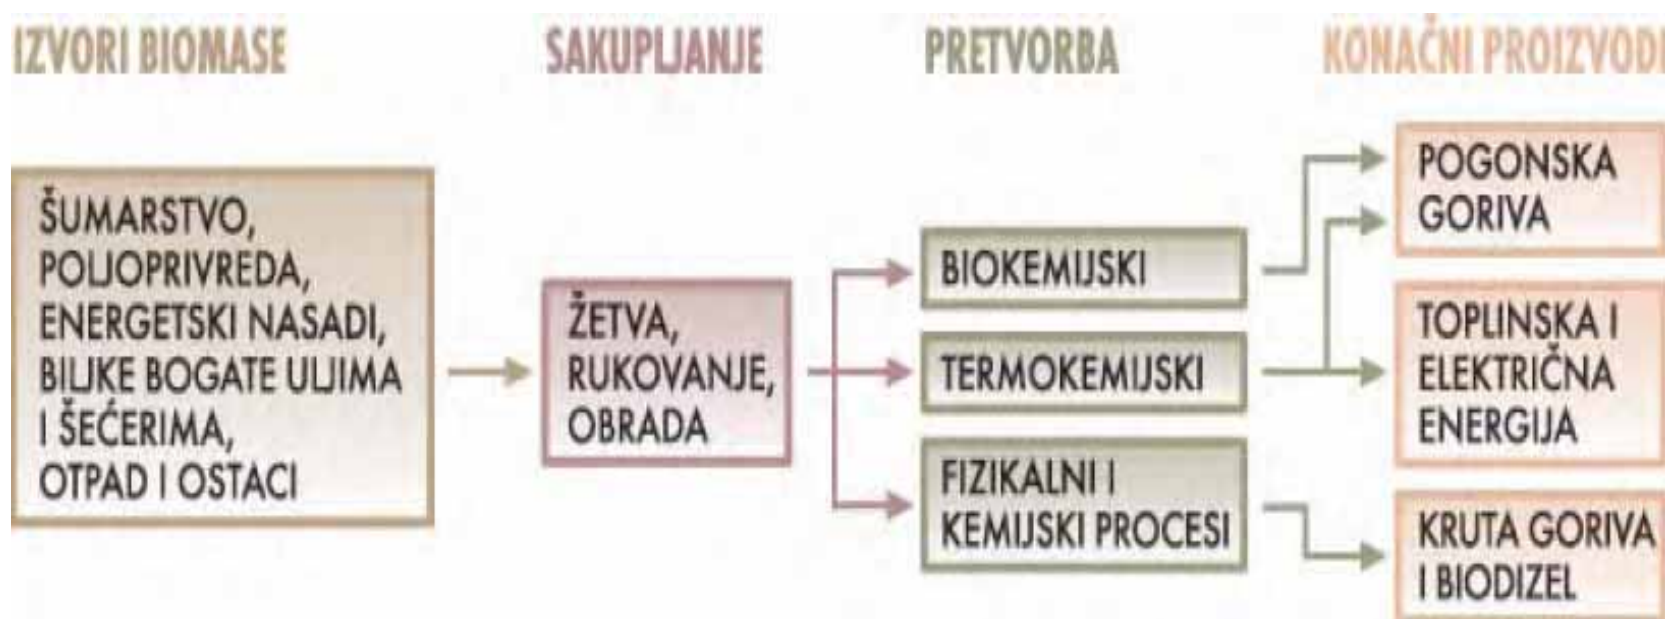 IZVORI BIOMASE
SAKUPLJANJE
PRETVORBA
KONAČNI PROIZVODI
ŠUMARSTVO,
POLJOPRIVREDA,
ENERGETSKI NASADI,
BILJKE BOGATE ULJIMA
I ŠEĆERIMA,
OTPAD I OSTACI
ŽETVA,
RUKOVANJE,
OBRADA
BIOKEMIJSKI
TERMOKEMIJSKI
FIZIKALNI I
KEMIJSKI PROCESI
POGONSKA
GORIVA
TOPLINSKA I
ELEKTRIČNA
ENERGIJA
KRUTA GORIVA
I BIODIZEL